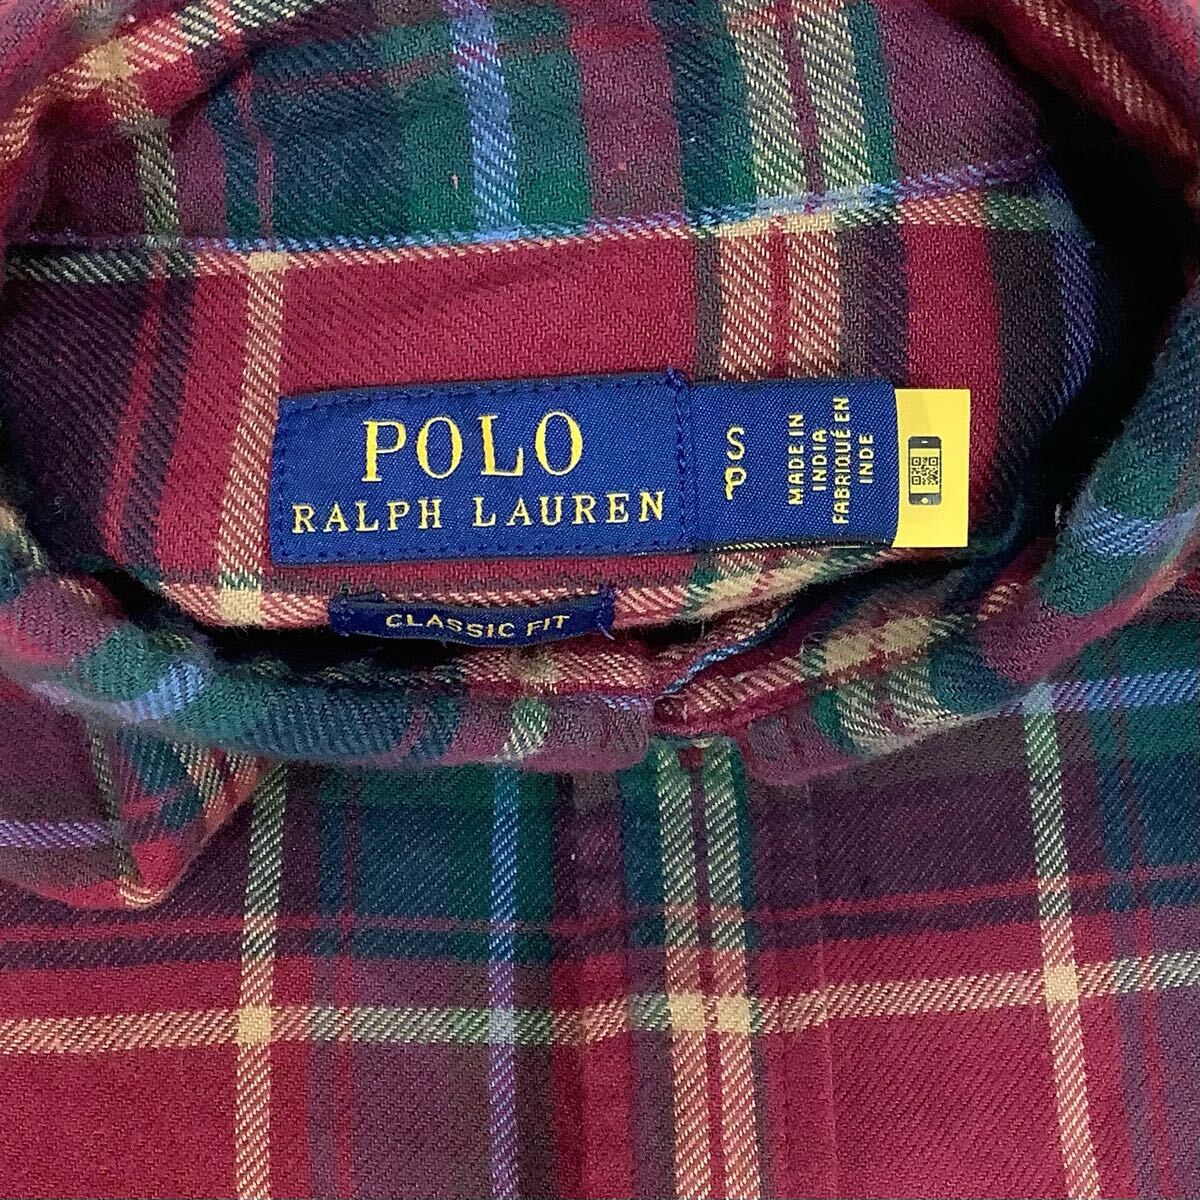 POLO
RALPH LAUREN
S
P
MADE IN
INDIA
FABRIQUÉ EN
INDE
CLASSIC FIT